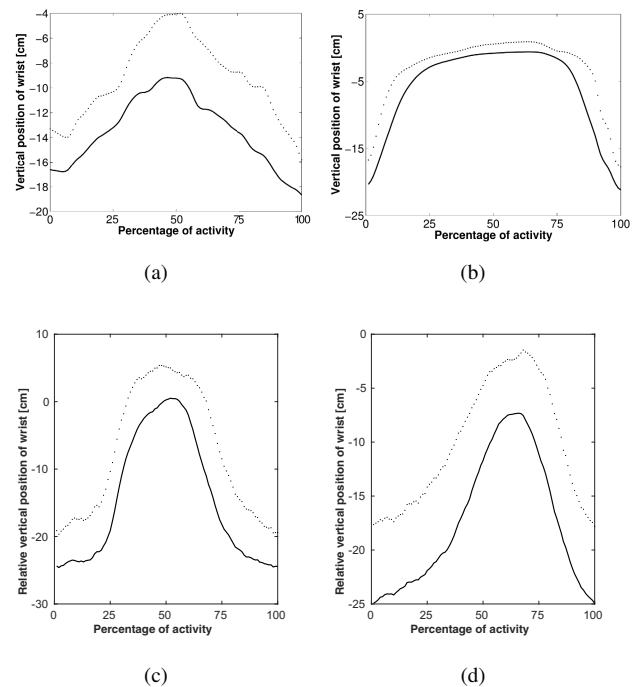 −4
−6
−8
−10
−12
−14
−16
−18
−20
Vertical position of wrist [cm]
0 25 50 75 100
Percentage of activity
(a)
5
−5
−15
−25
Vertical position of wrist [cm]
0 25 50 75 100
Percentage of activity
(b)
10
0
-10
-20
-30
Relative vertical position of wrist [cm]
0 25 50 75 100
Percentage of activity
(c)
0
-5
-10
-15
-20
-25
Relative vertical position of wrist [cm]
0 25 50 75 100
Percentage of activity
(d)